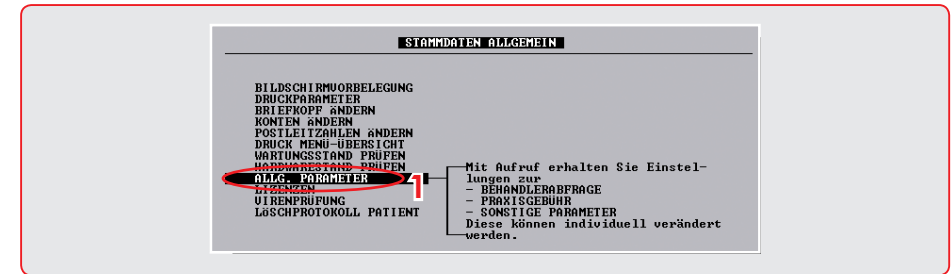 STAMMDATEN ALLGEMEIN
BILDSCHIRMVORBELEGUNG
DRUCKPARAMETER
BRIEFKOPF äNDERN
KONTEN äNDERN
POSTLEITZAHLEN äNDERN
DRUCK MENÜ-ÜBERSICHT
WARTUNGSSTAND PRÜFEN
HARDWARESTAND PRÜFEN
ALLG. PARAMETER
1
LIZENZEN
VIRENPRÜFUNG
LöSCHPROTOKOLL PATIENT
Mit Aufruf erhalten Sie Einstel-
lungen zur
- BEHANDLERABFRAGE
- PRAXISGEBÜHR
- SONSTIGE PARAMETER
Diese können individuell verändert
werden.